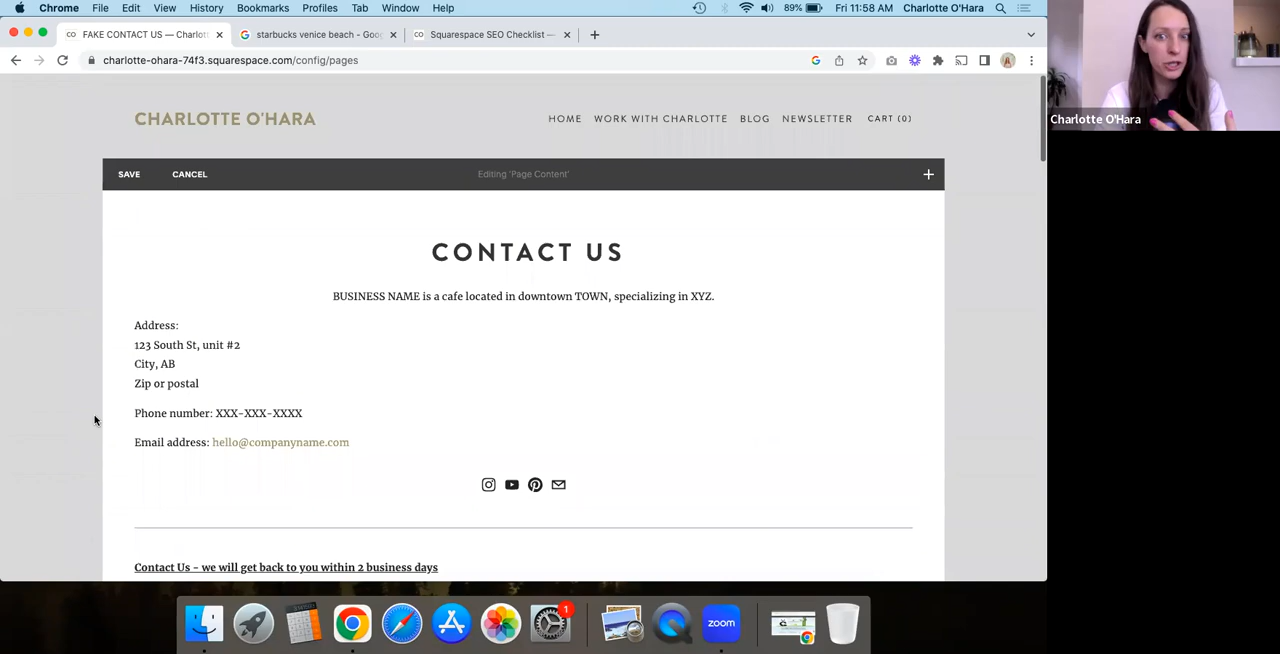 Chrome File Edit View History Bookmarks Profiles Tab Window Help 89% Fri 11:58 AM Charlotte O'Hara
CO FAKE CONTACT US — Charlot starbucks venice beach - Goo CO Squarespace SEO Checklist —
charlotte-ohara-74f3.squarespace.com/config/pages
CHARLOTTE O'HARA HOME WORK WITH CHARLOTTE BLOG NEWSLETTER CART (0)
Charlotte O'Hara
SAVE CANCEL Editing 'Page Content'
CONTACT US
BUSINESS NAME is a cafe located in downtown TOWN, specializing in XYZ.
Address:
123 South St, unit #2
City, AB
Zip or postal
Phone number: XXX-XXX-XXXX
Email address: hello@companyname.com
Contact Us - we will get back to you within 2 business days
1
zoom